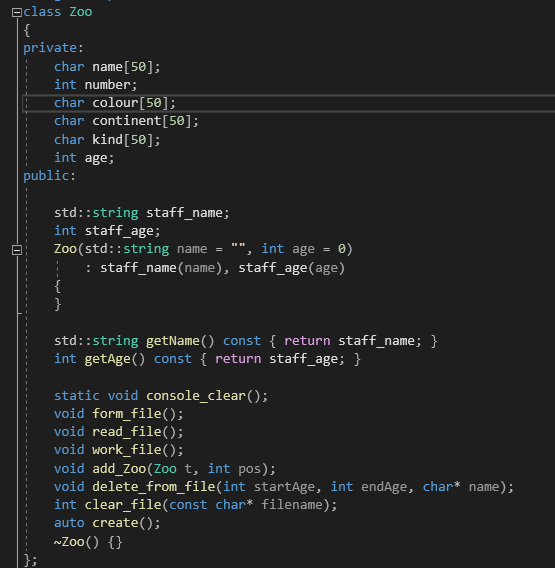 class Zoo
{
private:
    char name[50];
    int number;
    char colour[50];
    char continent[50];
    char kind[50];
    int age;
public:

    std::string staff_name;
    int staff_age;
    Zoo(std::string name = "", int age = 0)
        : staff_name(name), staff_age(age)
    {
    }

    std::string getName() const { return staff_name; }
    int getAge() const { return staff_age; }

    static void console_clear();
    void form_file();
    void read_file();
    void work_file();
    void add_Zoo(Zoo t, int pos);
    void delete_from_file(int startAge, int endAge, char* name);
    int clear_file(const char* filename);
    auto create();
    ~Zoo() {}
};